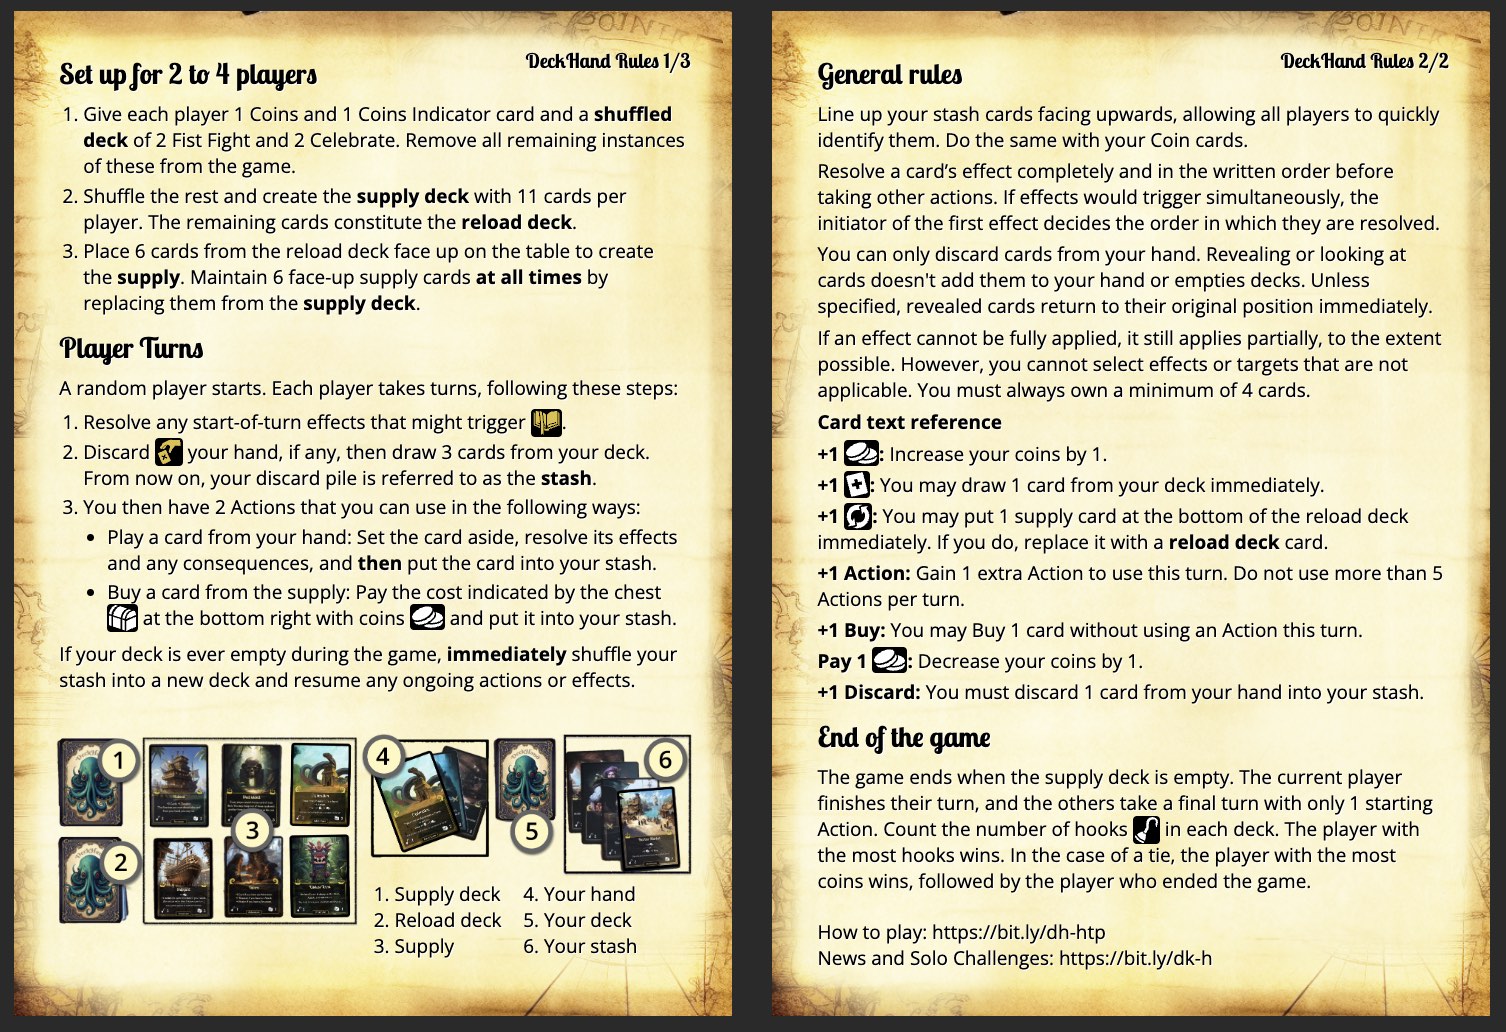 DeckHand Rules 1/3
Set up for 2 to 4 players
1. Give each player 1 Coins and 1 Coins Indicator card and a shuffled
deck of 2 Fist Fight and 2 Celebrate. Remove all remaining instances
of these from the game.
2. Shuffle the rest and create the supply deck with 11 cards per
player. The remaining cards constitute the reload deck.
3. Place 6 cards from the reload deck face up on the table to create
the supply. Maintain 6 face-up supply cards at all times by
replacing them from the supply deck.
Player Turns
A random player starts. Each player takes turns, following these steps:
1. Resolve any start-of-turn effects that might trigger .
2. Discard your hand, if any, then draw 3 cards from your deck.
From now on, your discard pile is referred to as the stash.
3. You then have 2 Actions that you can use in the following ways:
• Play a card from your hand: Set the card aside, resolve its effects
and any consequences, and then put the card into your stash.
• Buy a card from the supply: Pay the cost indicated by the chest
at the bottom right with coins and put it into your stash.
If your deck is ever empty during the game, immediately shuffle your
stash into a new deck and resume any ongoing actions or effects.
1
2
3
4
5
6
1. Supply deck
2. Reload deck
3. Supply
4. Your hand
5. Your deck
6. Your stash
POINTE
DeckHand Rules 2/2
General rules
Line up your stash cards facing upwards, allowing all players to quickly
identify them. Do the same with your Coin cards.
Resolve a card’s effect completely and in the written order before
taking other actions. If effects would trigger simultaneously, the
initiator of the first effect decides the order in which they are resolved.
You can only discard cards from your hand. Revealing or looking at
cards doesn't add them to your hand or empties decks. Unless
specified, revealed cards return to their original position immediately.
If an effect cannot be fully applied, it still applies partially, to the extent
possible. However, you cannot select effects or targets that are not
applicable. You must always own a minimum of 4 cards.
Card text reference
+1 : Increase your coins by 1.
+1 : You may draw 1 card from your deck immediately.
+1 : You may put 1 supply card at the bottom of the reload deck
immediately. If you do, replace it with a reload deck card.
+1 Action: Gain 1 extra Action to use this turn. Do not use more than 5
Actions per turn.
+1 Buy: You may Buy 1 card without using an Action this turn.
Pay 1 : Decrease your coins by 1.
+1 Discard: You must discard 1 card from your hand into your stash.
End of the game
The game ends when the supply deck is empty. The current player
finishes their turn, and the others take a final turn with only 1 starting
Action. Count the number of hooks in each deck. The player with
the most hooks wins. In the case of a tie, the player with the most
coins wins, followed by the player who ended the game.
How to play: https://bit.ly/dh-htp
News and Solo Challenges: https://bit.ly/dk-h